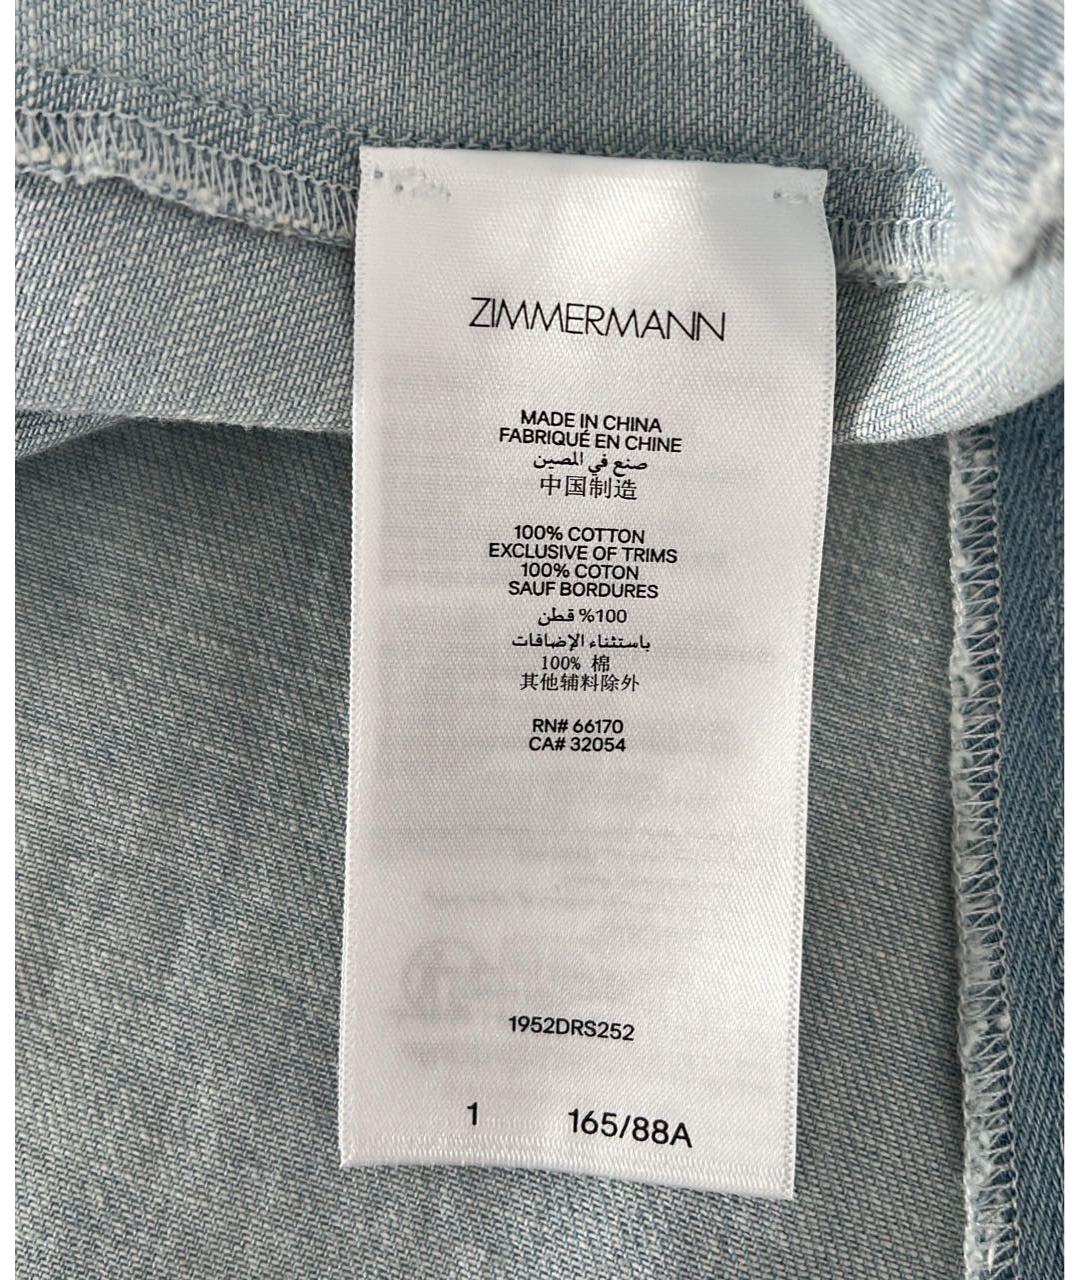 ZIMMERMANN
MADE IN CHINA
FABRIQUÉ EN CHINE
صنع في المصين
中国制造
100% COTTON
EXCLUSIVE OF TRIMS
100% COTON
SAUF BORDURES
100% قطن
باستثناء الإضافات
100% 棉
其他辅料除外
RN# 66170
CA# 32054
1952DRS252
1 165/88A